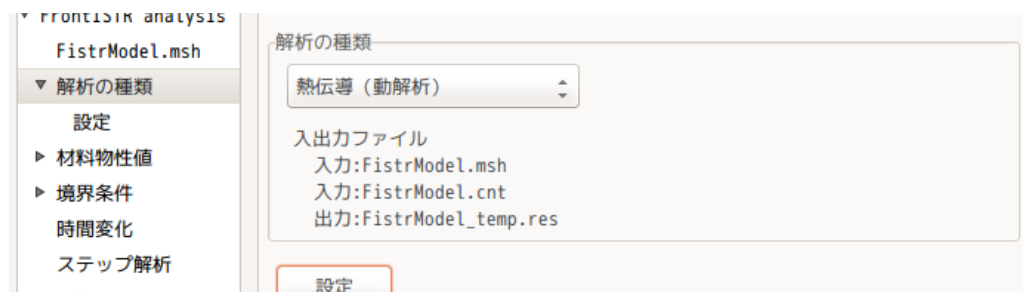 FrontISTR analysis
FistrModel.msh
解析の種類
設定
材料物性値
境界条件
時間変化
ステップ解析
解析の種類
熱伝導（動解析）
入出力ファイル
入力:FistrModel.msh
入力:FistrModel.cnt
出力:FistrModel_temp.res
設定